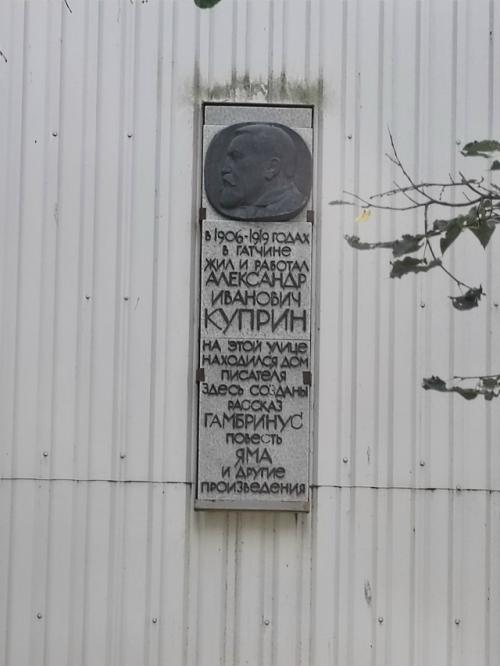 В 1906-1919 ГОДАХ
В ГАТЧИНЕ
ЖИЛ И РАБОТАЛ
АЛЕКСАНДР
ИВАНОВИЧ
КУПРИН
НА ЭТОЙ УЛИЦЕ
НАХОДИЛСЯ ДОМ
ПИСАТЕЛЯ
ЗДЕСЬ СОЗДАНЫ
РАССКАЗ
ГАМБРИНУС
ПОВЕСТЬ
ЯМА
И ДРУГИЕ
ПРОИЗВЕДЕНИЯ